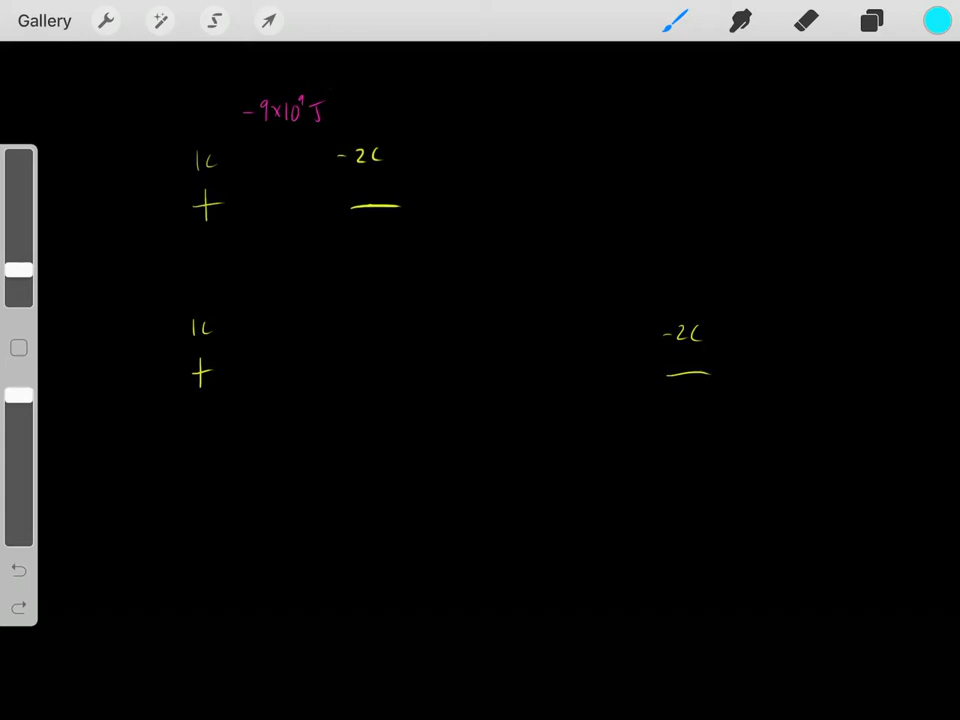 Gallery
- 9x10⁹ J
1C - 2C
+ —
1C -2C
+ —